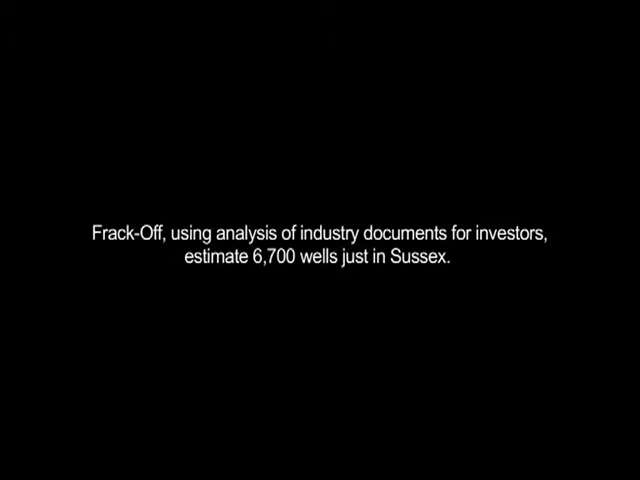 Frack-Off, using analysis of industry documents for investors,
estimate 6,700 wells just in Sussex.